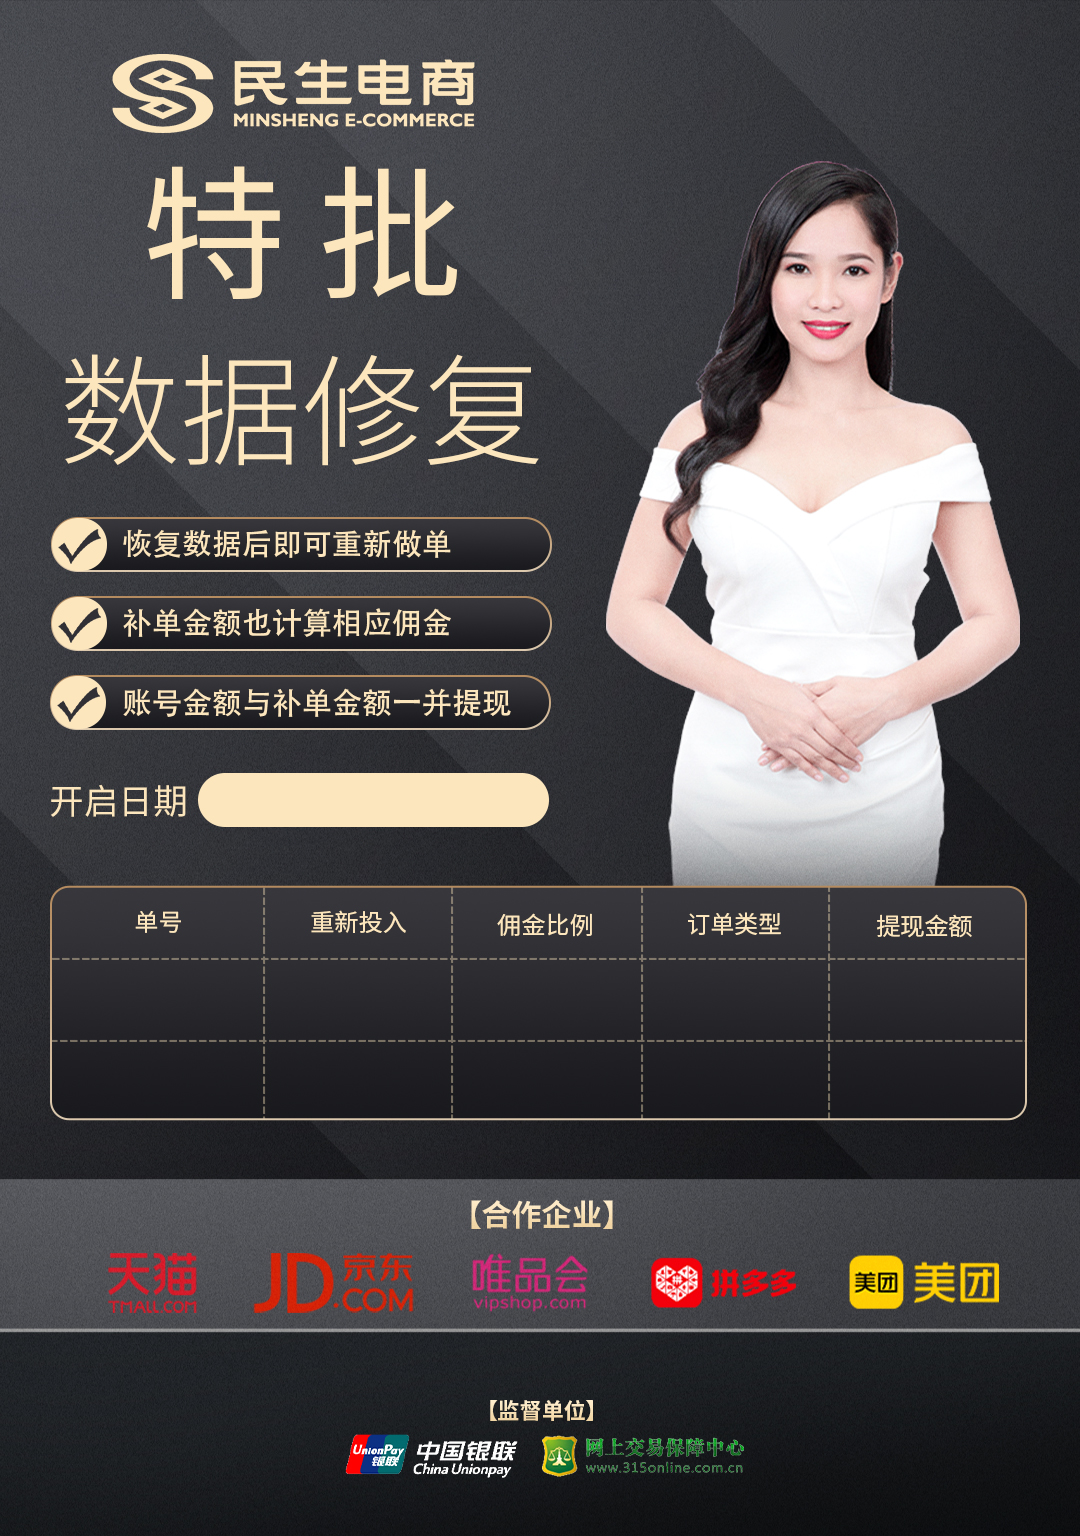 民生电商
MINSHENG E-COMMERCE
特批
数据修复
恢复数据后即可重新做单
补单金额也计算相应佣金
账号金额与补单金额一并提现
开启日期
单号 重新投入 佣金比例 订单类型 提现金额
【合作企业】
天猫 TMALL.COM
JD 京东 .COM
唯品会 vipshop.com
拼 拼多多
美团 美团
【监督单位】
UnionPay 银联 中国银联 China Unionpay
网上交易保障中心 www.315online.com.cn